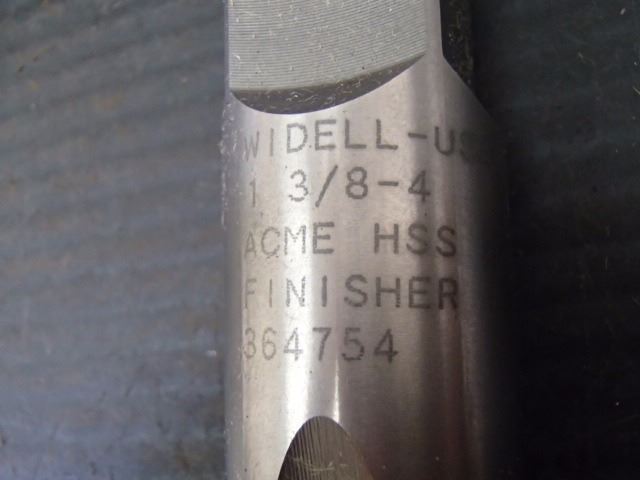 WIDELL-US
1 3/8-4
ACME HSS
FINISHER
364754